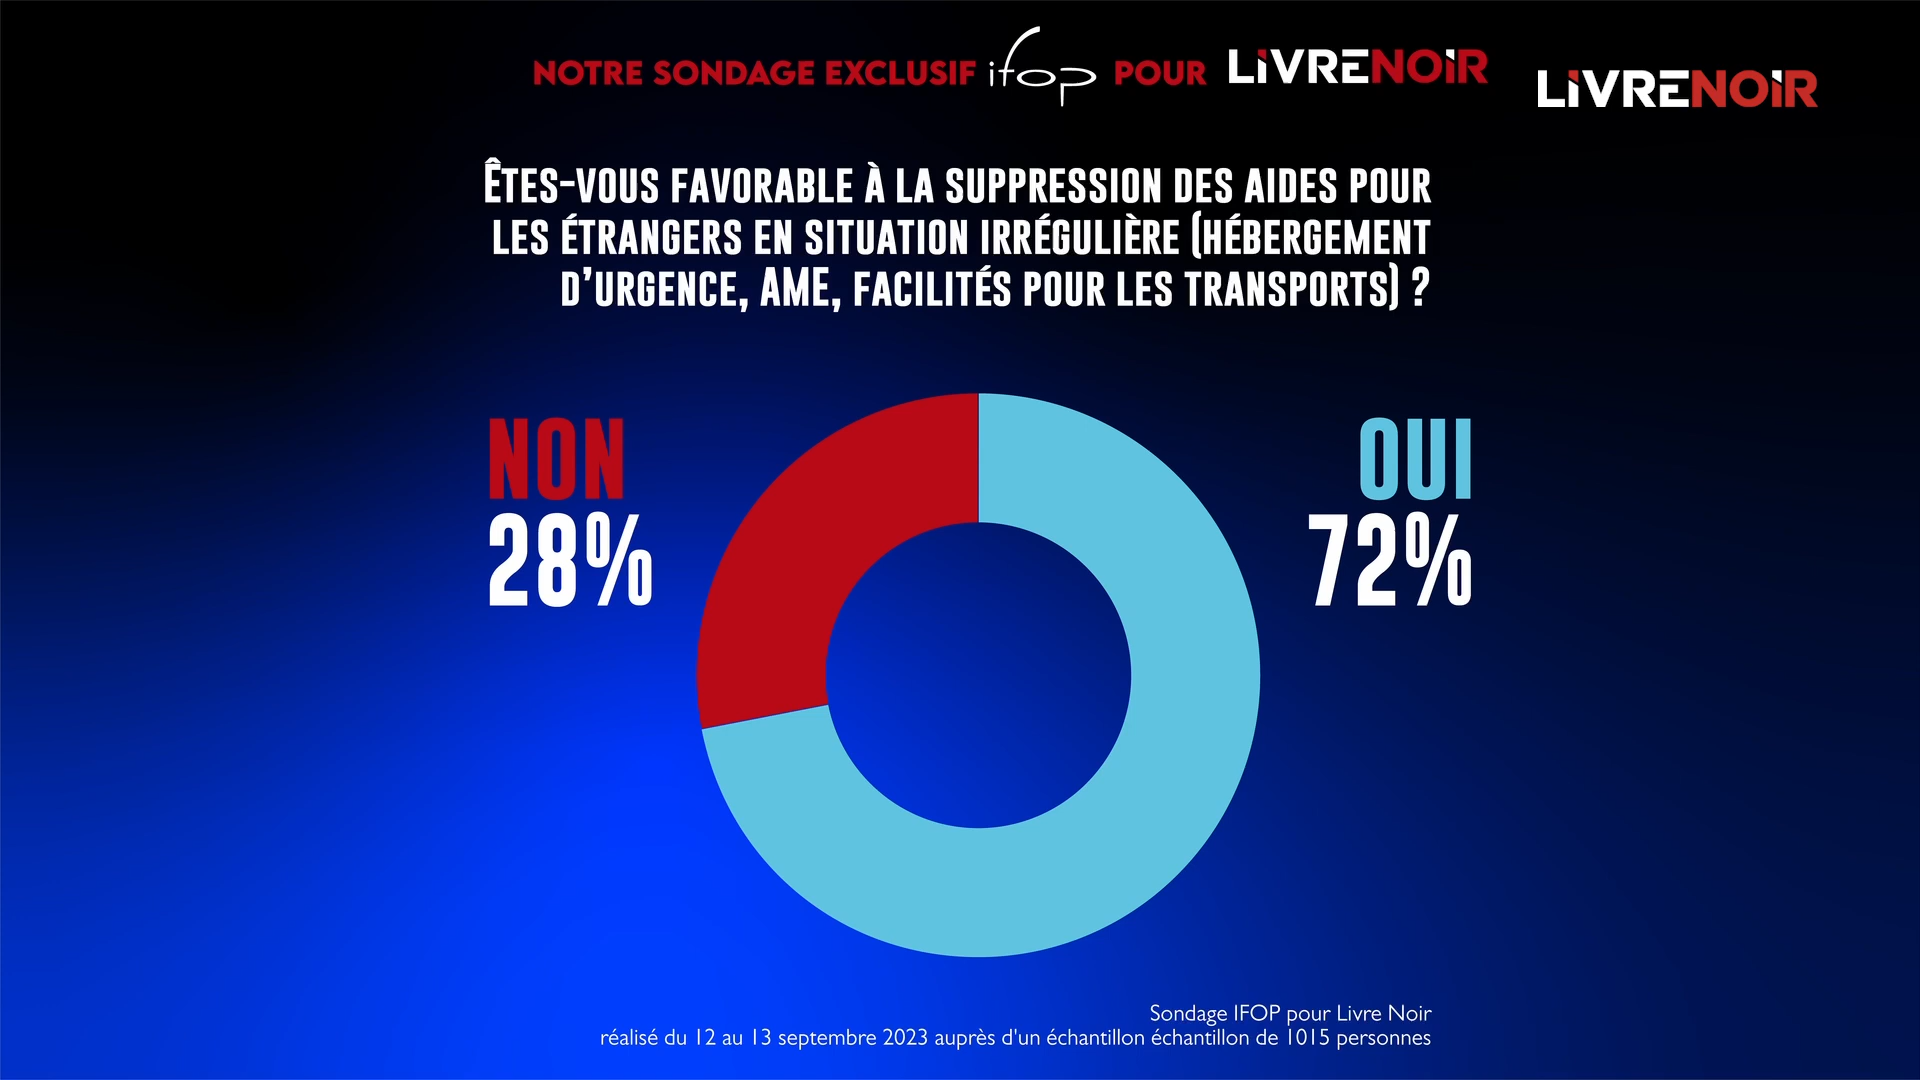 NOTRE SONDAGE EXCLUSIF ifop POUR LiVRENOiR
LiVRENOiR
ÊTES-VOUS FAVORABLE À LA SUPPRESSION DES AIDES POUR
LES ÉTRANGERS EN SITUATION IRRÉGULIÈRE (HÉBERGEMENT
D'URGENCE, AME, FACILITÉS POUR LES TRANSPORTS) ?
NON
28%
OUI
72%
Sondage IFOP pour Livre Noir
réalisé du 12 au 13 septembre 2023 auprès d'un échantillon échantillon de 1015 personnes